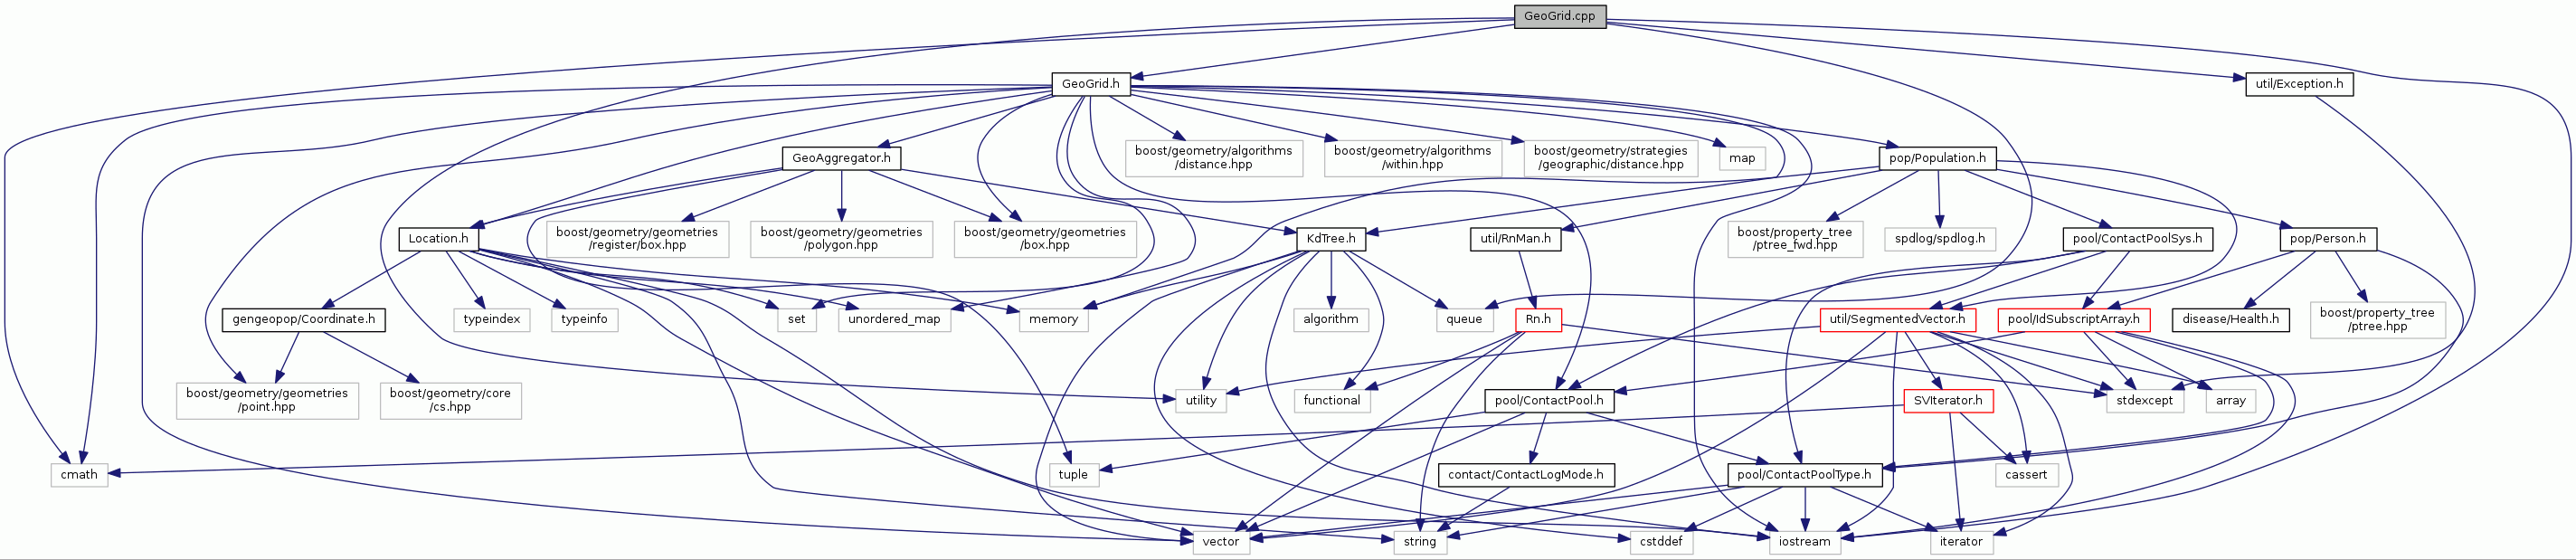 GeoGrid.cpp
GeoGrid.h
util/Exception.h
boost/geometry/algorithms
/distance.hpp
boost/geometry/algorithms
/within.hpp
boost/geometry/strategies
/geographic/distance.hpp
map
GeoAggregator.h
pop/Population.h
Location.h
boost/geometry/geometries
/register/box.hpp
boost/geometry/geometries
/polygon.hpp
boost/geometry/geometries
/box.hpp
KdTree.h
util/RnMan.h
boost/property_tree
/ptree_fwd.hpp
spdlog/spdlog.h
pool/ContactPoolSys.h
pop/Person.h
gengeopop/Coordinate.h
typeindex
typeinfo
set
unordered_map
memory
algorithm
queue
Rn.h
util/SegmentedVector.h
pool/IdSubscriptArray.h
disease/Health.h
boost/property_tree
/ptree.hpp
boost/geometry/geometries
/point.hpp
boost/geometry/core
/cs.hpp
utility
functional
pool/ContactPool.h
SVIterator.h
stdexcept
array
cmath
tuple
contact/ContactLogMode.h
pool/ContactPoolType.h
cassert
vector
string
cstddef
iostream
iterator